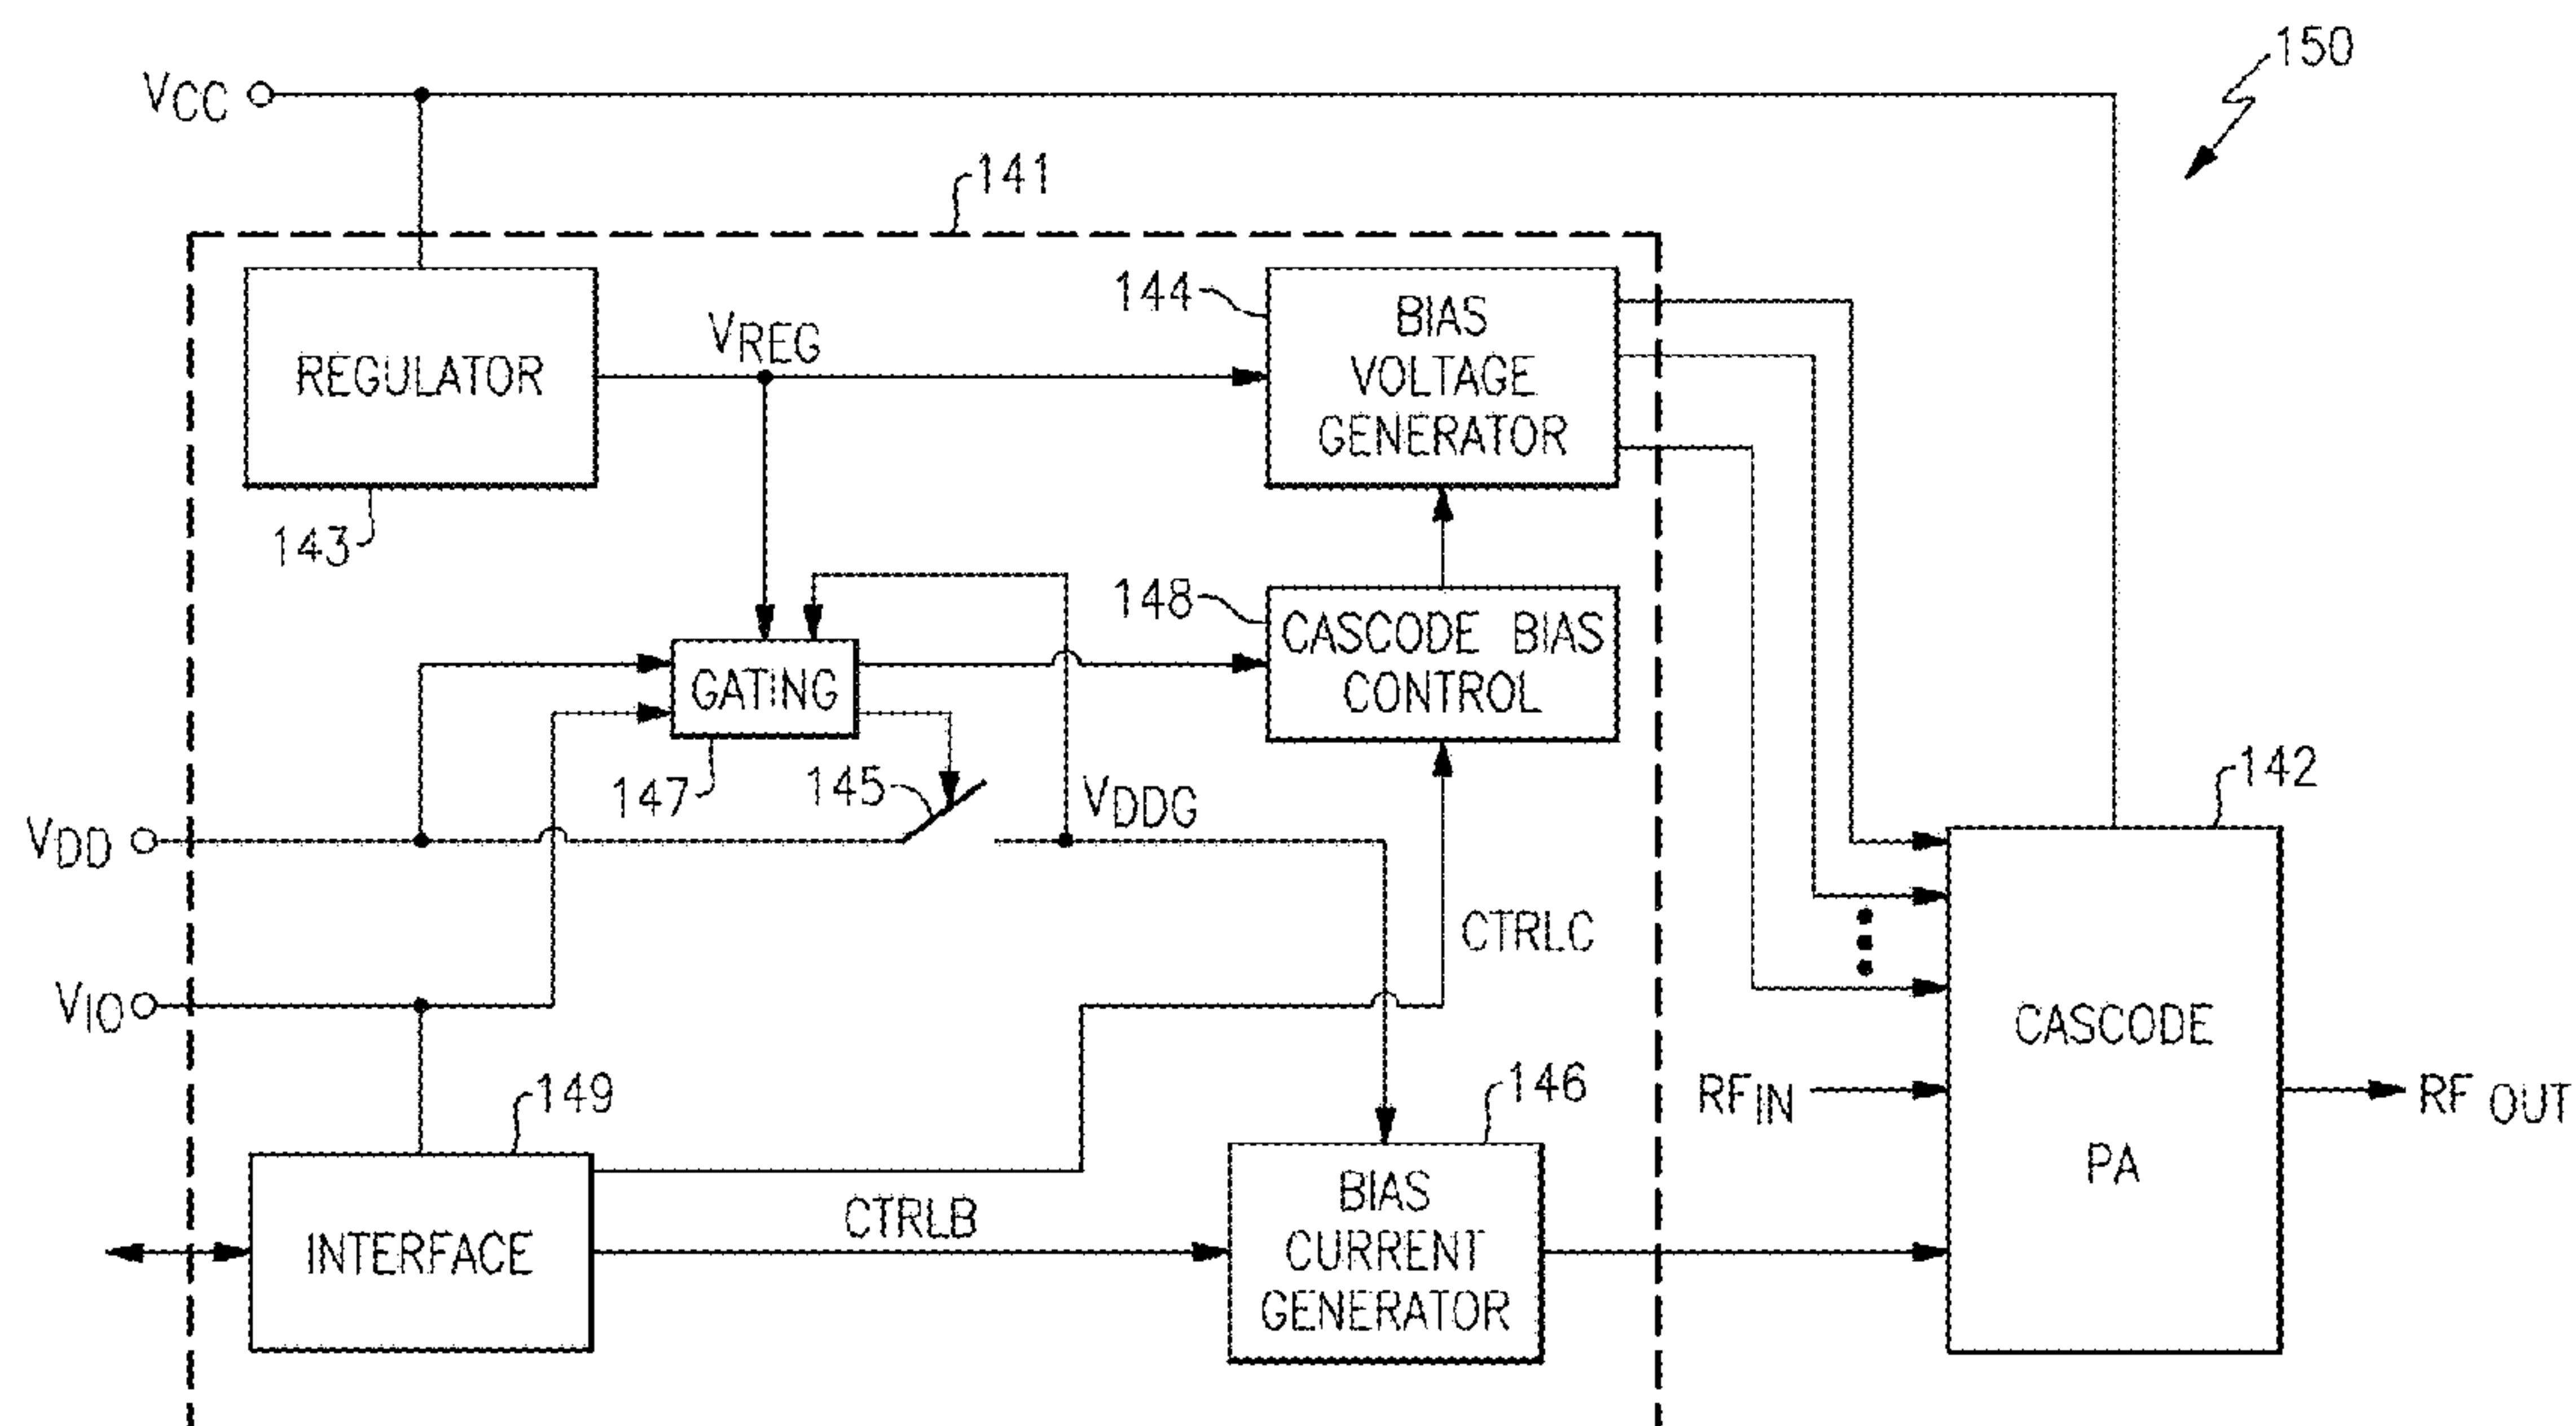 150
VCC
141
144
BIAS
VOLTAGE
GENERATOR
VREG
REGULATOR
143
148
CASCODE BIAS
CONTROL
GATING
147
145
VDDG
142
VDD
CTRLC
VIO
CASCODE
PA
149
146
RFIN
RF OUT
BIAS
CURRENT
GENERATOR
CTRLB
INTERFACE